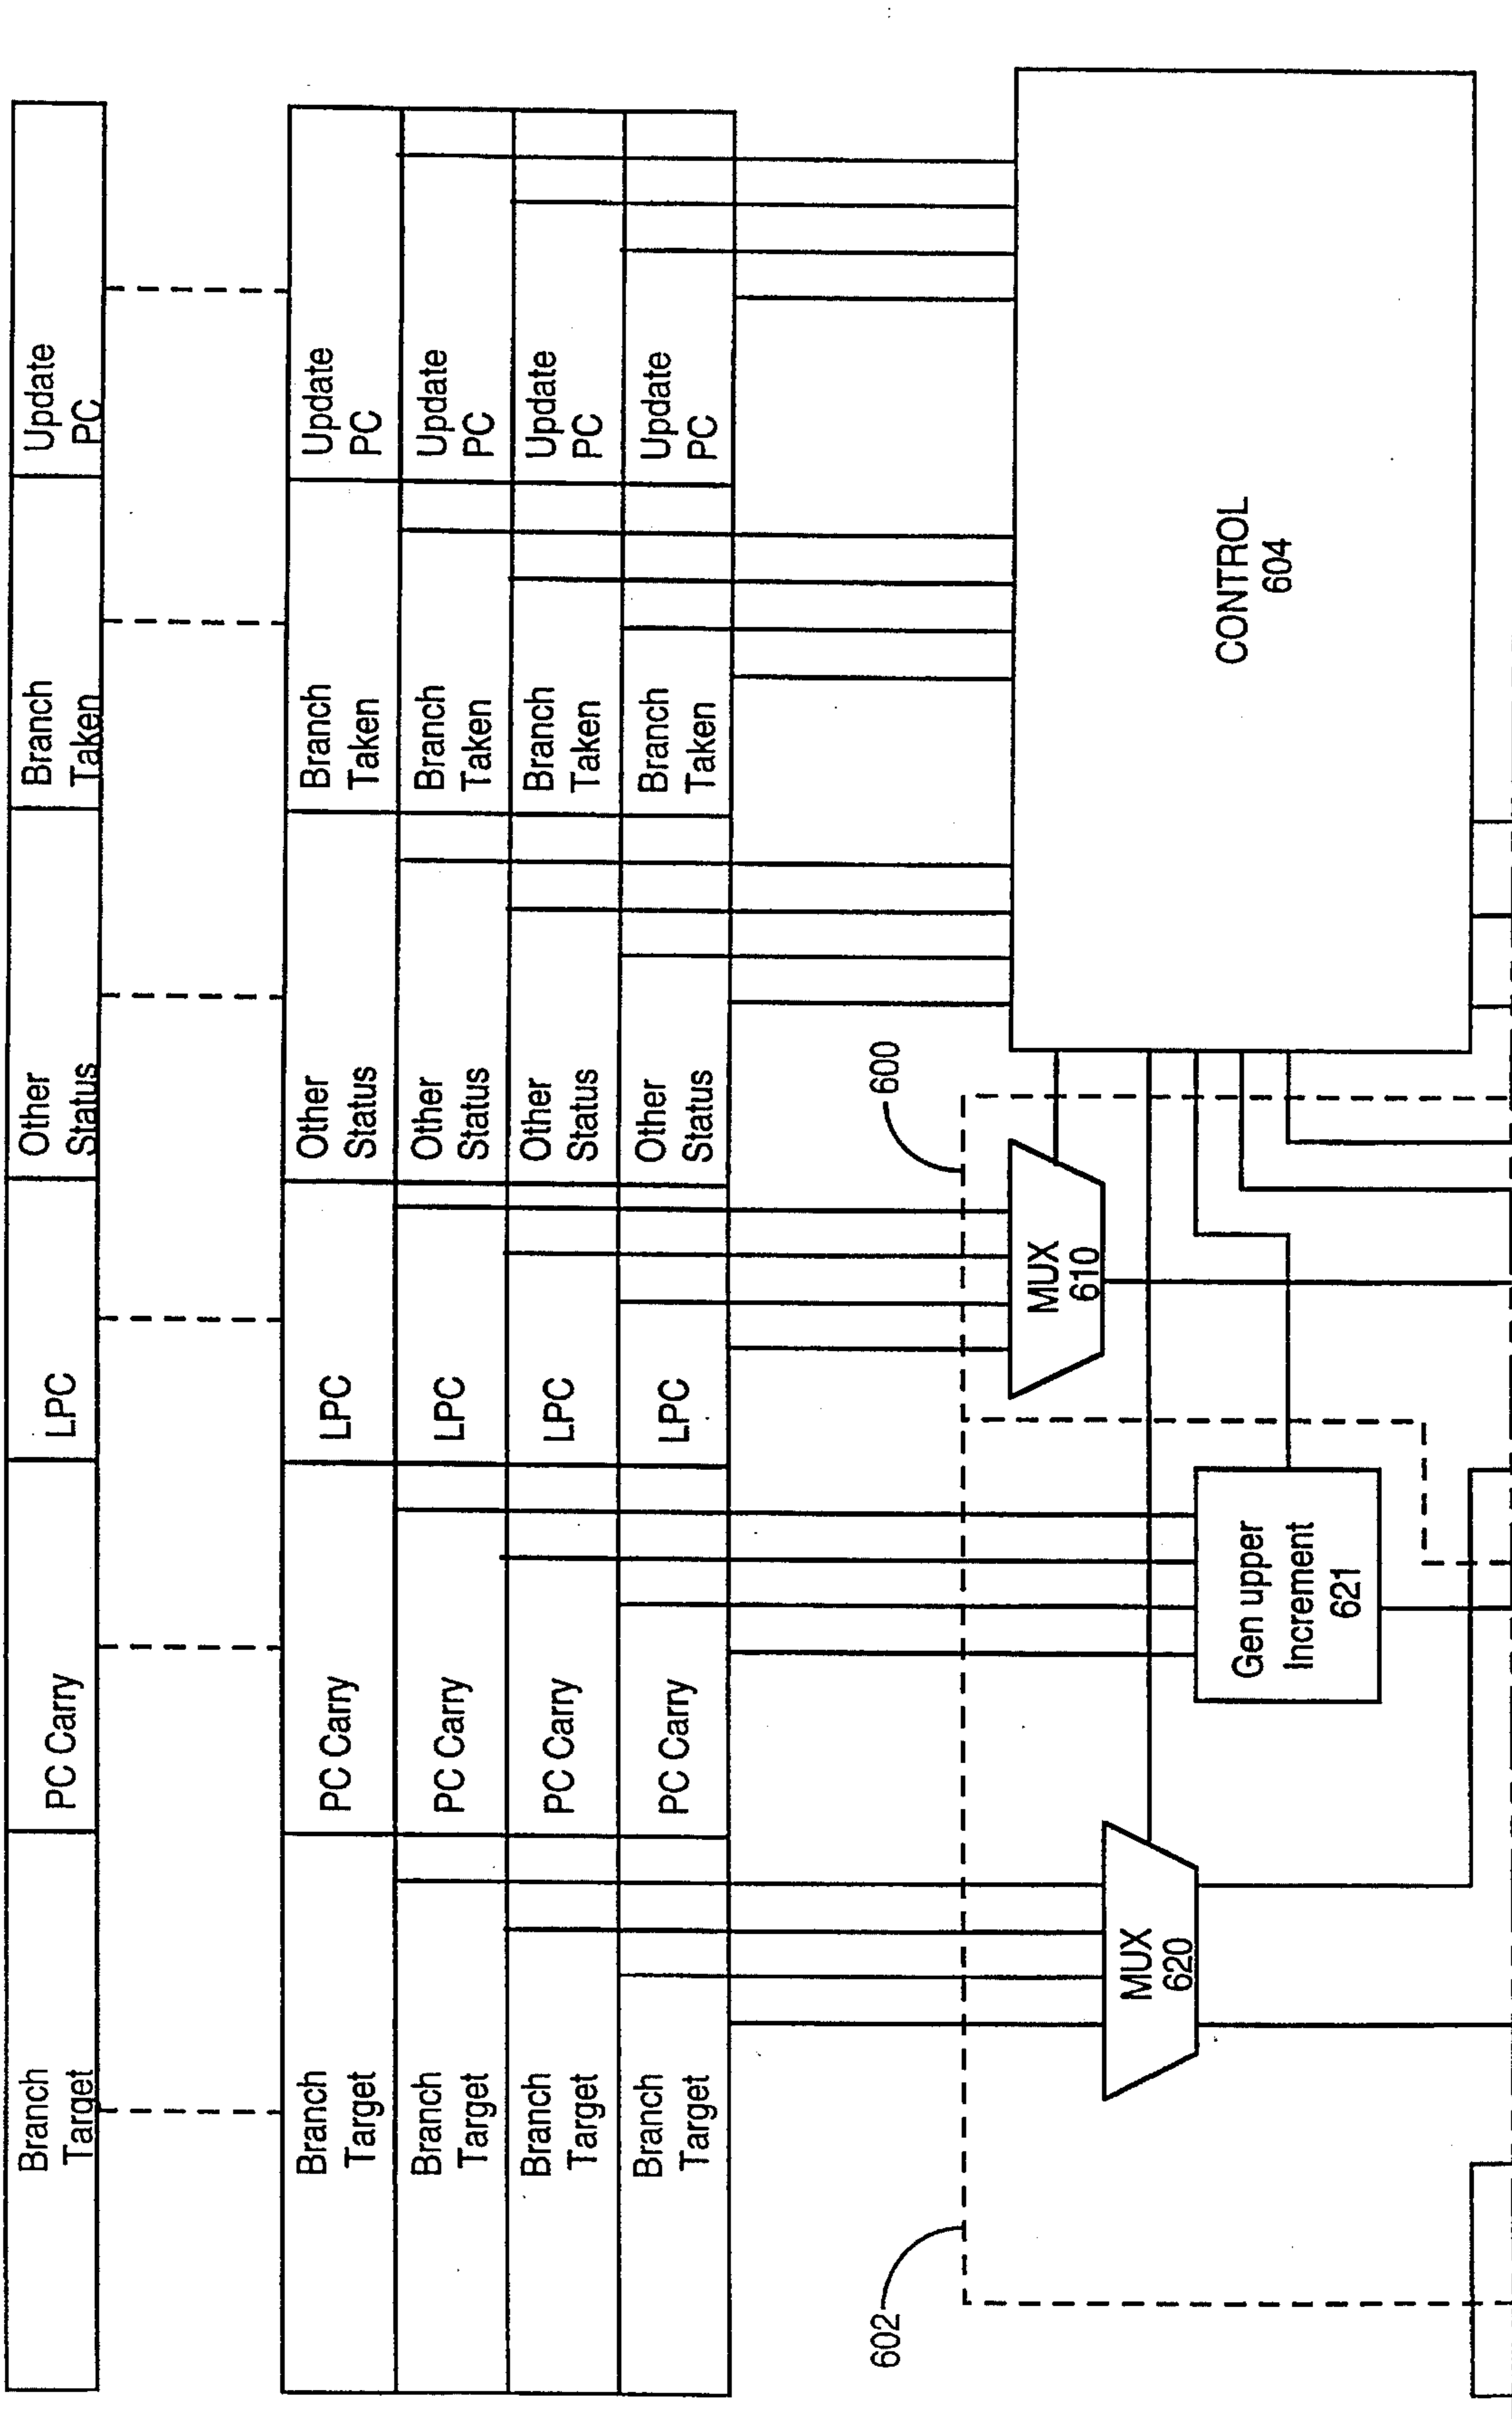 Branch
Target
PC Carry
LPC
Other
Status
Branch
Taken
Update
PC
Branch
Target
PC Carry
LPC
Other
Status
Branch
Taken
Update
PC
Branch
Target
PC Carry
LPC
Other
Status
Branch
Taken
Update
PC
Branch
Target
PC Carry
LPC
Other
Status
Branch
Taken
Update
PC
Branch
Target
PC Carry
LPC
Other
Status
Branch
Taken
Update
PC
602
600
MUX
610
CONTROL
604
MUX
620
Gen upper
Increment
621